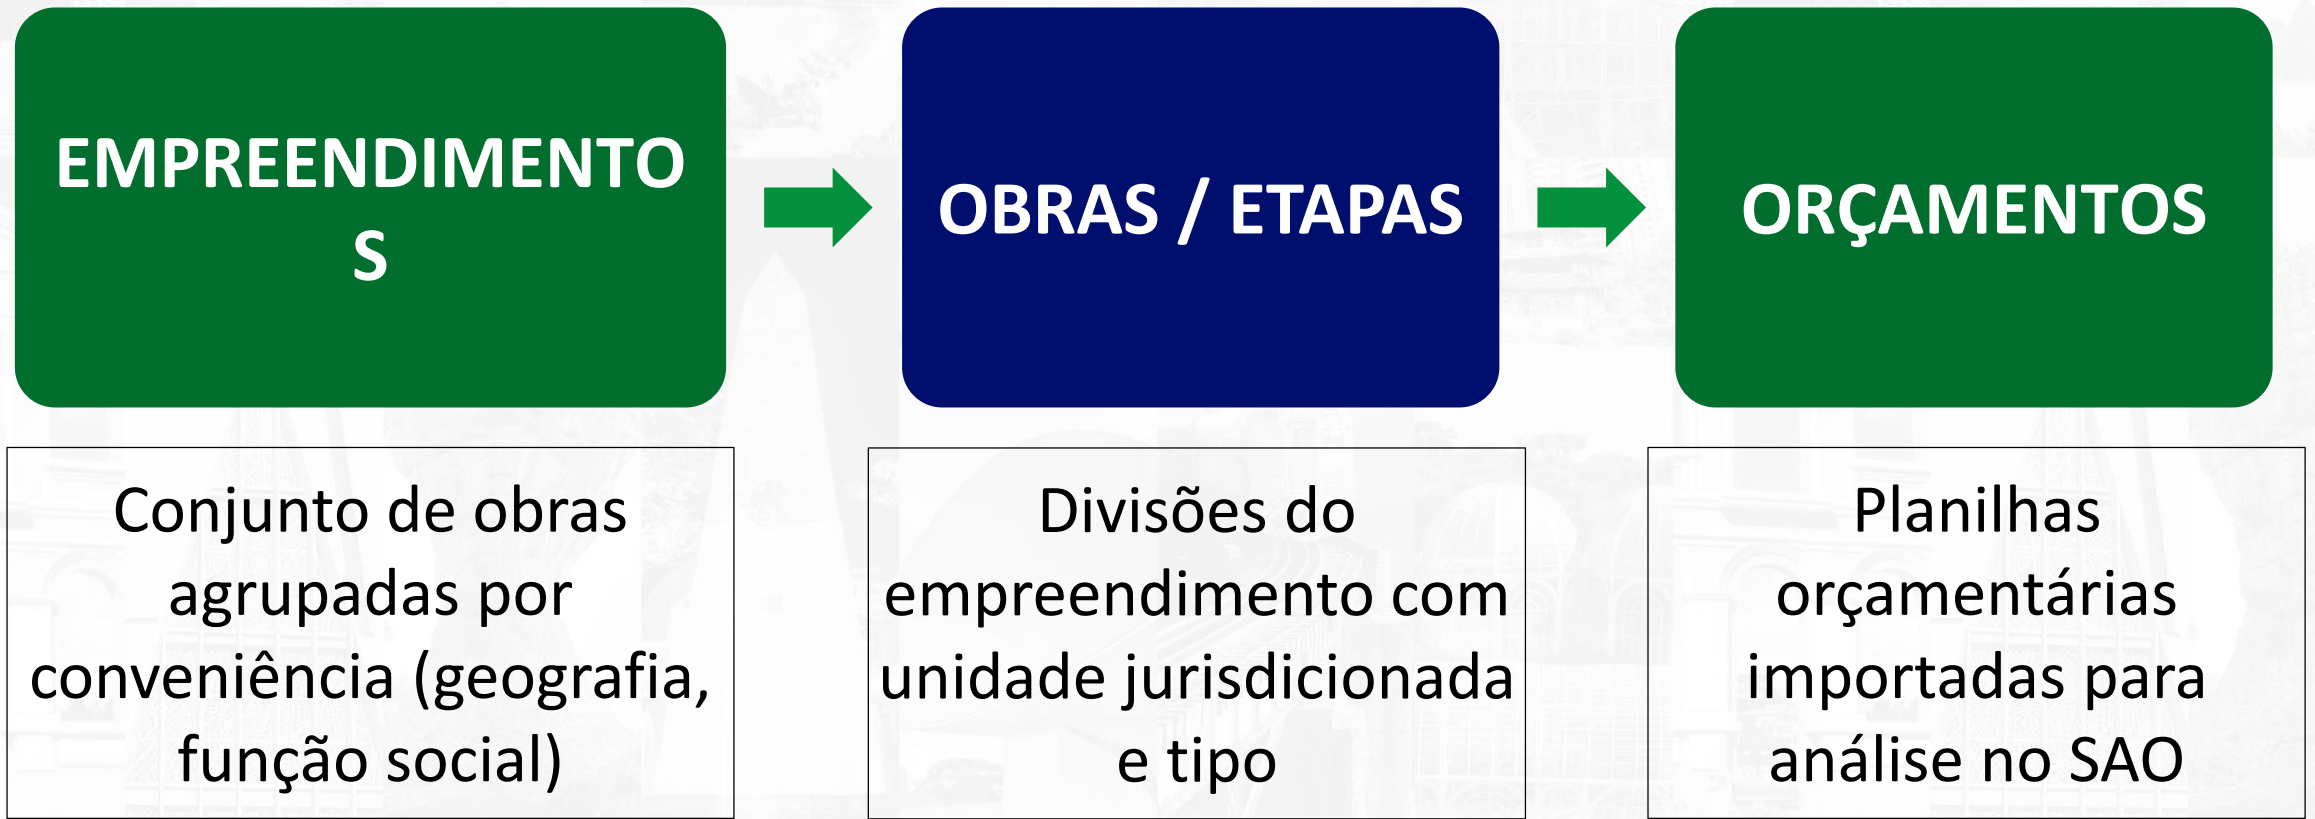 EMPREENDIMENTO
S
OBRAS / ETAPAS
ORÇAMENTOS
Conjunto de obras
agrupadas por
conveniência (geografia,
função social)
Divisões do
empreendimento com
unidade jurisdicionada
e tipo
Planilhas
orçamentárias
importadas para
análise no SAO